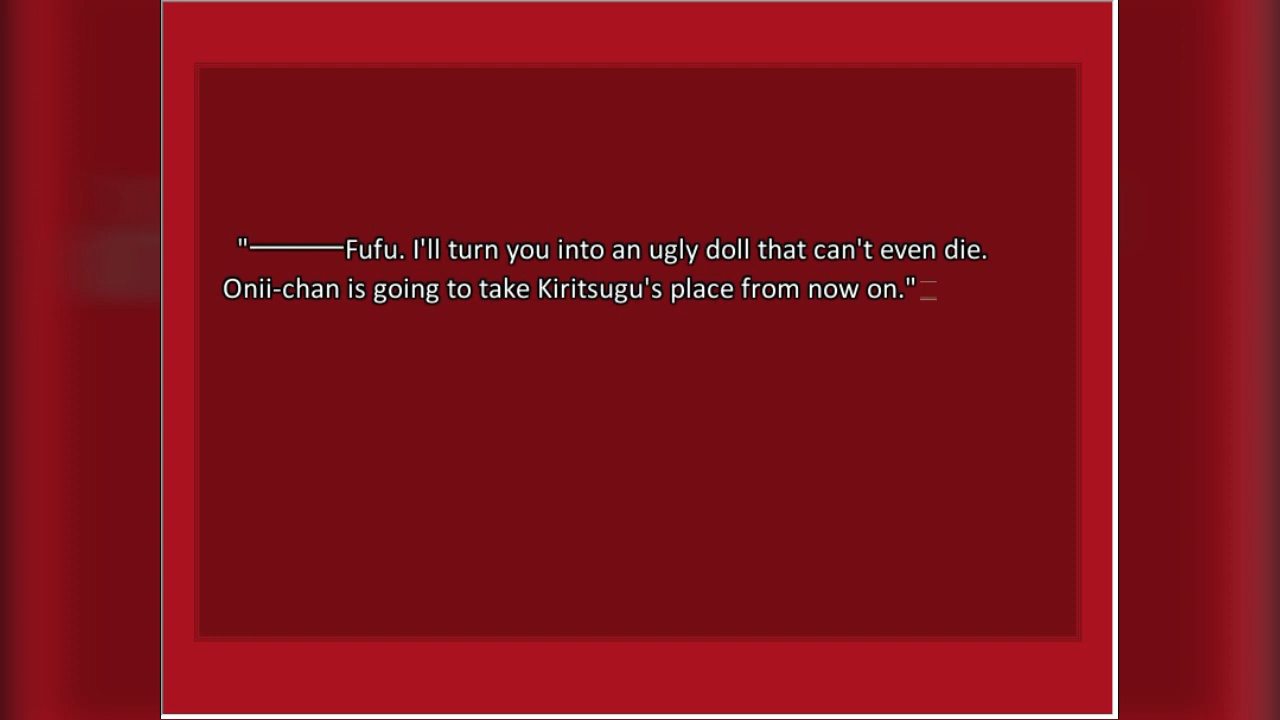 "―――Fufu. I'll turn you into an ugly doll that can't even die.
Onii-chan is going to take Kiritsugu's place from now on."